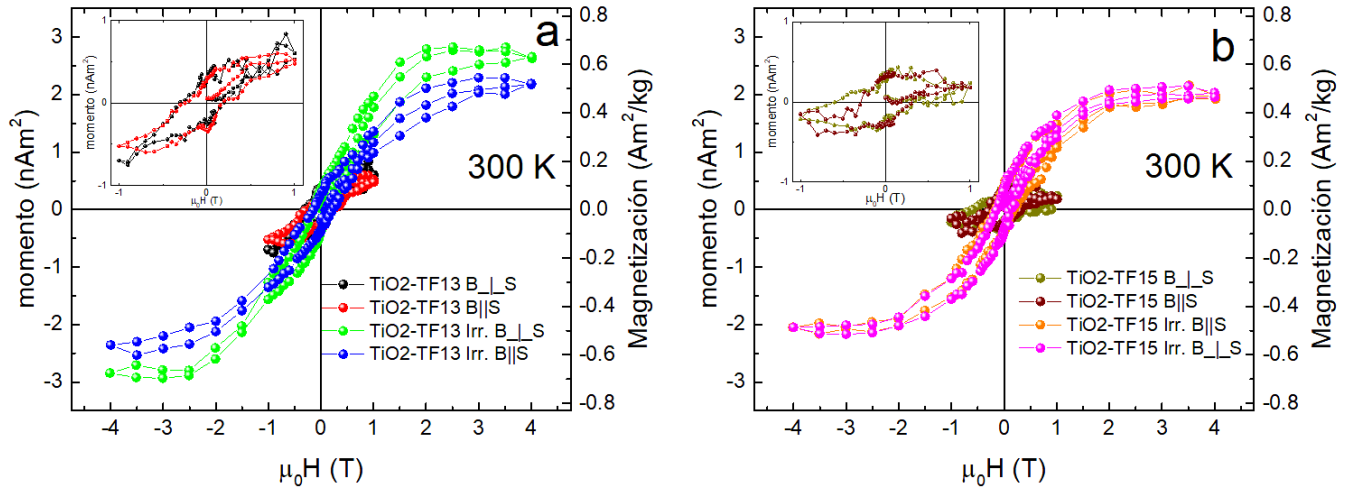 a
300 K
momento (nAm²)
3
2
1
0
-1
-2
-3
Magnetización (Am²/kg)
0.8
0.6
0.4
0.2
0.0
-0.2
-0.4
-0.6
-0.8
-4 -3 -2 -1 0 1 2 3 4
μ₀H (T)
momento (nAm²)
1
0
-1
-1 0 1
μ₀H (T)
TiO2-TF13 B_|_S
TiO2-TF13 B||S
TiO2-TF13 Irr. B_|_S
TiO2-TF13 Irr. B||S
b
300 K
momento (nAm²)
3
2
1
0
-1
-2
-3
Magnetización (Am²/kg)
0.8
0.6
0.4
0.2
0.0
-0.2
-0.4
-0.6
-0.8
-4 -3 -2 -1 0 1 2 3 4
μ₀H (T)
momento (nAm²)
1
0
-1
-1 0 1
μ₀H (T)
TiO2-TF15 B_|_S
TiO2-TF15 B||S
TiO2-TF15 Irr. B||S
TiO2-TF15 Irr. B_|_S